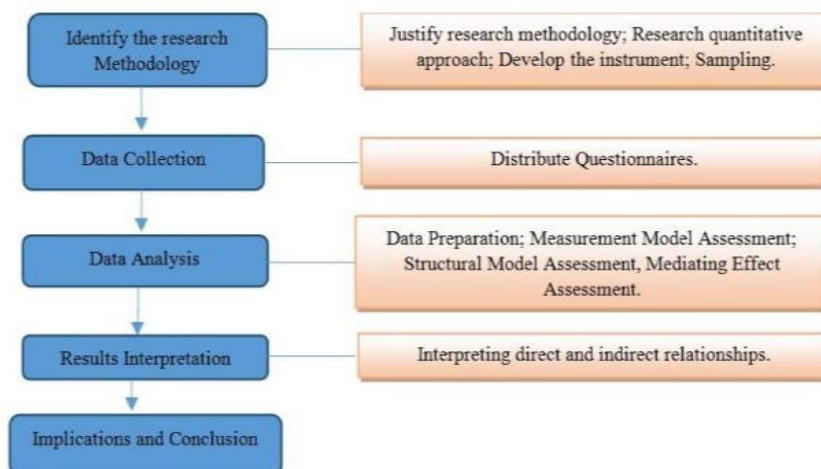 Identify the research
Methodology
Justify research methodology; Research quantitative
approach; Develop the instrument; Sampling.
Data Collection
Distribute Questionnaires.
Data Analysis
Data Preparation; Measurement Model Assessment;
Structural Model Assessment, Mediating Effect
Assessment.
Results Interpretation
Interpreting direct and indirect relationships.
Implications and Conclusion